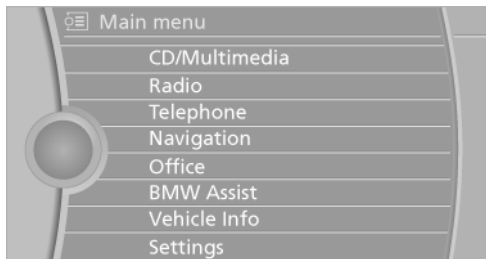 Main menu
CD/Multimedia
Radio
Telephone
Navigation
Office
BMW Assist
Vehicle Info
Settings